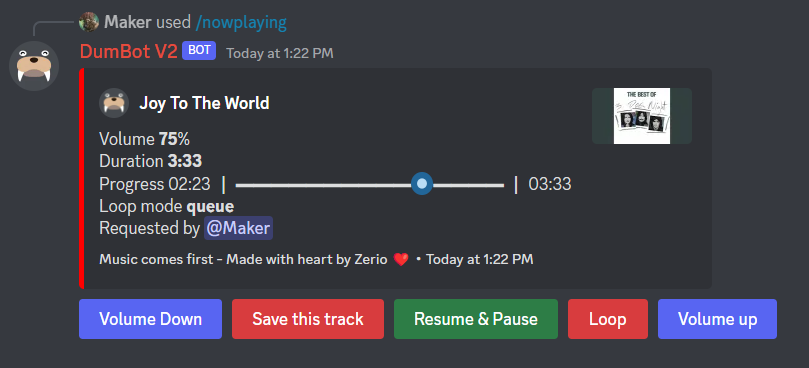 Maker used /nowplaying
DumBot V2 BOT Today at 1:22 PM
Joy To The World
THE BEST OF
Volume 75%
Duration 3:33
Progress 02:23 | | 03:33
Loop mode queue
Requested by @Maker
Music comes first - Made with heart by Zerio ❤️ • Today at 1:22 PM
Volume Down Save this track Resume & Pause Loop Volume up